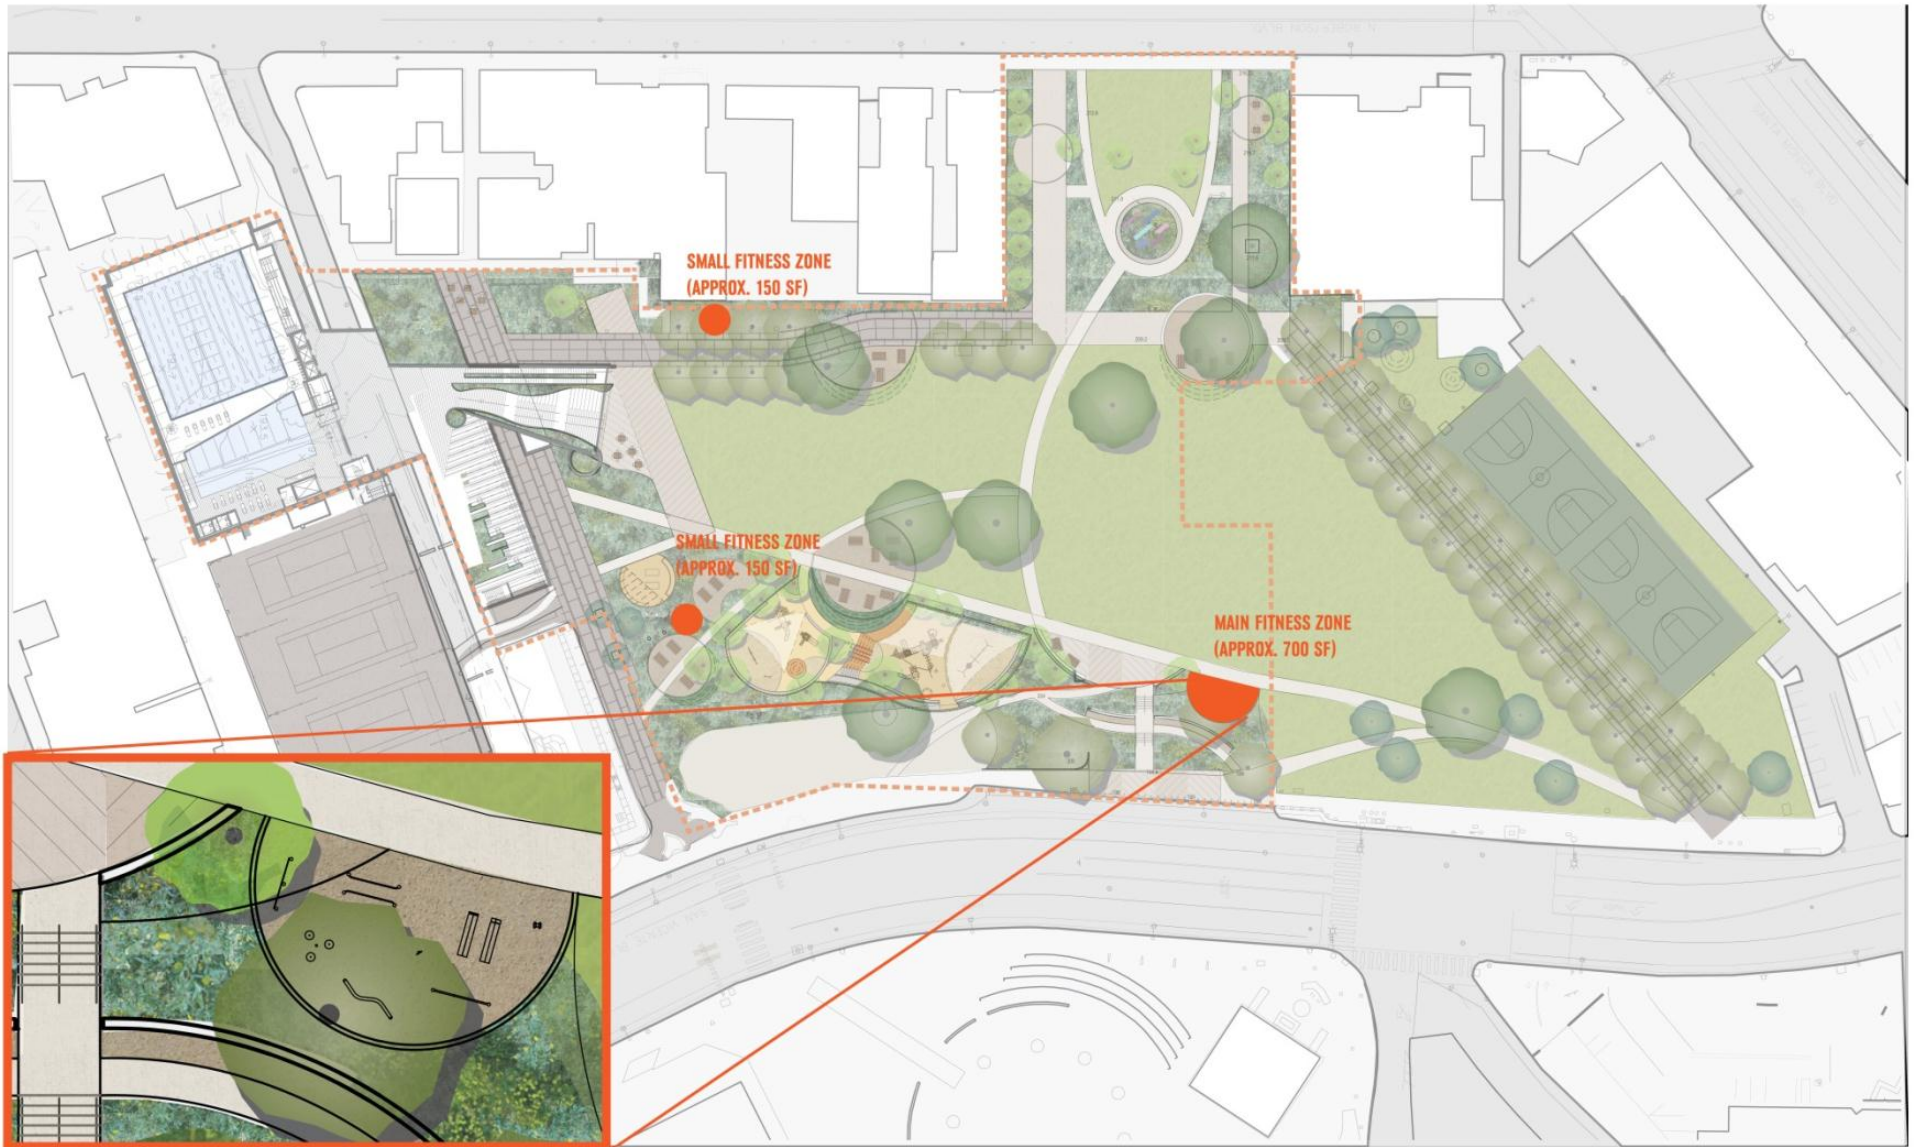 SMALL FITNESS ZONE
(APPROX. 150 SF)
SMALL FITNESS ZONE
(APPROX. 150 SF)
MAIN FITNESS ZONE
(APPROX. 700 SF)